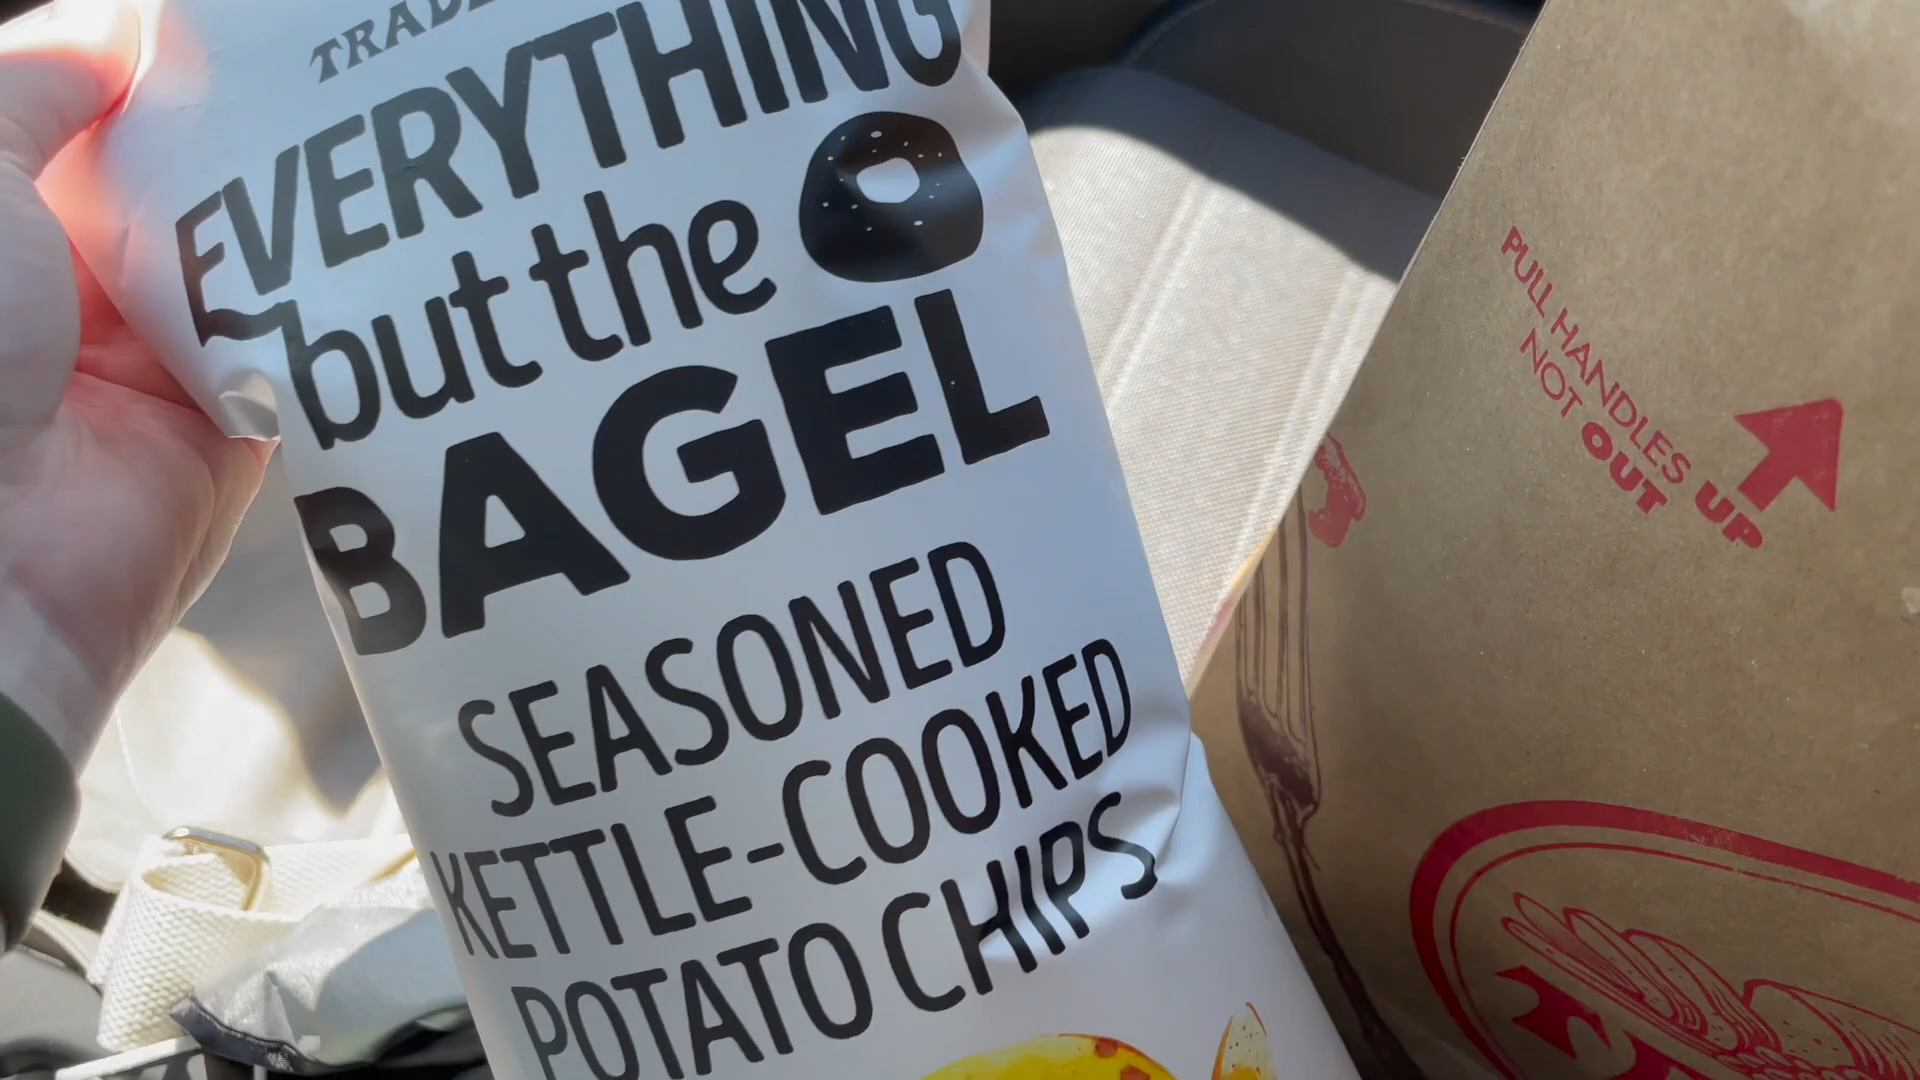 EVERYTHING
but the
BAGEL
SEASONED
KETTLE-COOKED
POTATO CHIPS
PULL HANDLES UP
NOT OUT